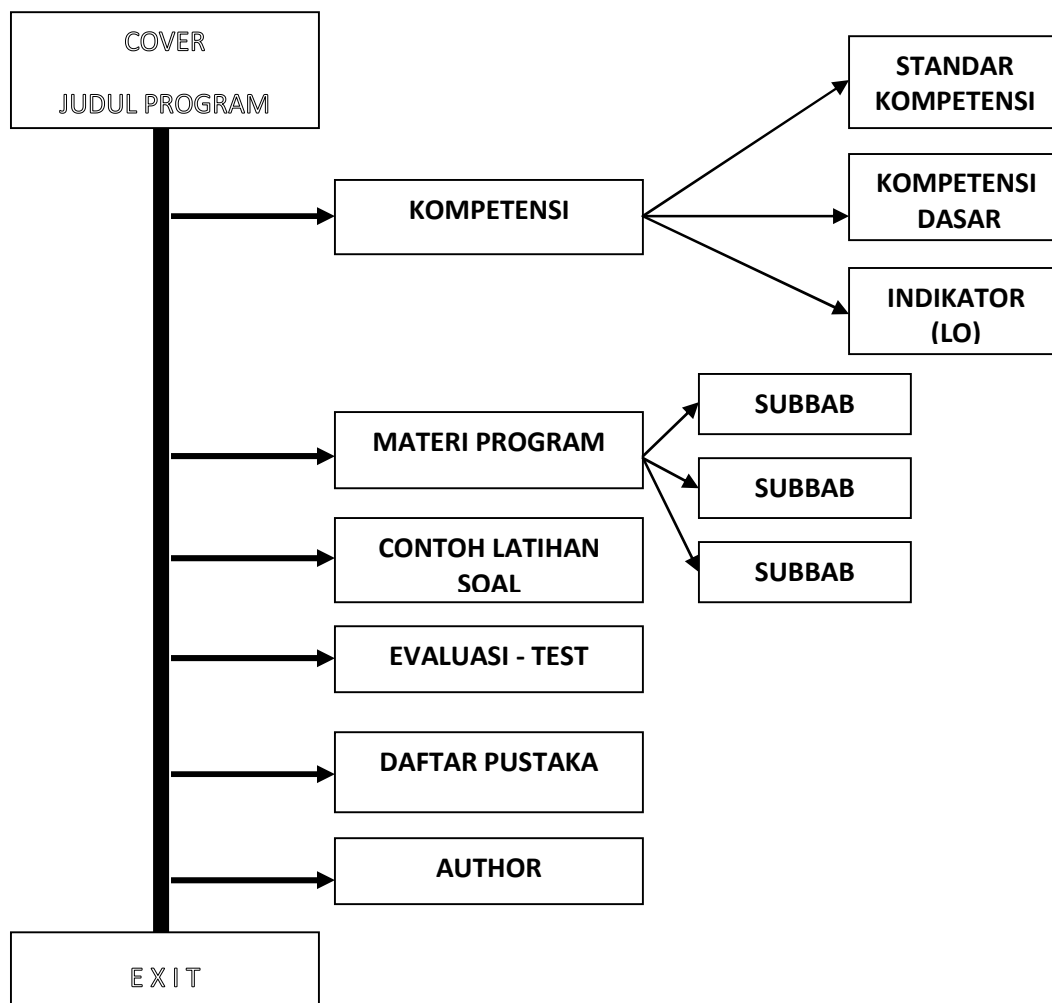 COVER
JUDUL PROGRAM
KOMPETENSI
STANDAR
KOMPETENSI
KOMPETENSI
DASAR
INDIKATOR
(LO)
MATERI PROGRAM
SUBBAB
SUBBAB
SUBBAB
CONTOH LATIHAN
SOAL
EVALUASI - TEST
DAFTAR PUSTAKA
AUTHOR
E X I T